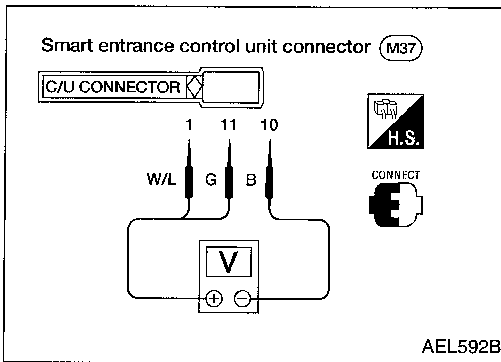 Smart entrance control unit connector M37
C/U CONNECTOR
1 11 10
H.S.
W/L G B
CONNECT
V
+ −
AEL592B